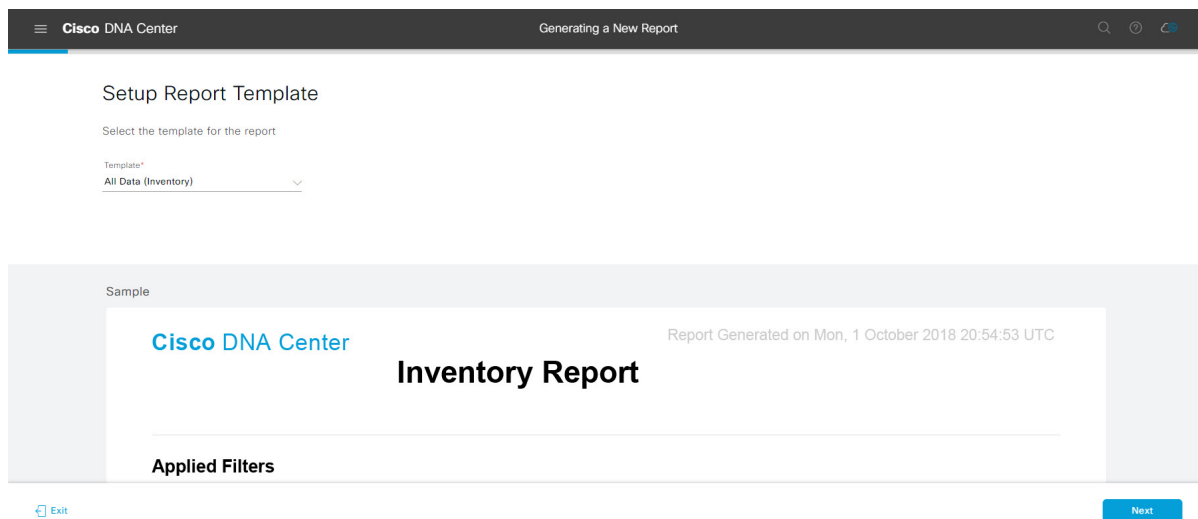 Cisco DNA Center
Generating a New Report
Setup Report Template
Select the template for the report
Template*
All Data (Inventory)
Sample
Cisco DNA Center
Report Generated on Mon, 1 October 2018 20:54:53 UTC
Inventory Report
Applied Filters
Exit
Next